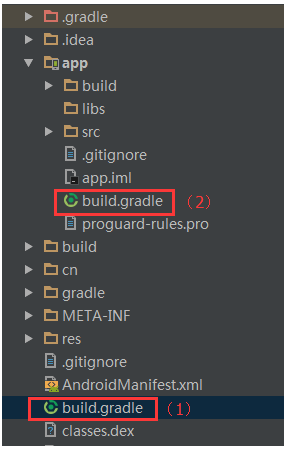 .gradle
.idea
app
build
libs
src
.gitignore
app.iml
build.gradle （2）
proguard-rules.pro
build
cn
gradle
META-INF
res
.gitignore
AndroidManifest.xml
build.gradle （1）
classes.dex